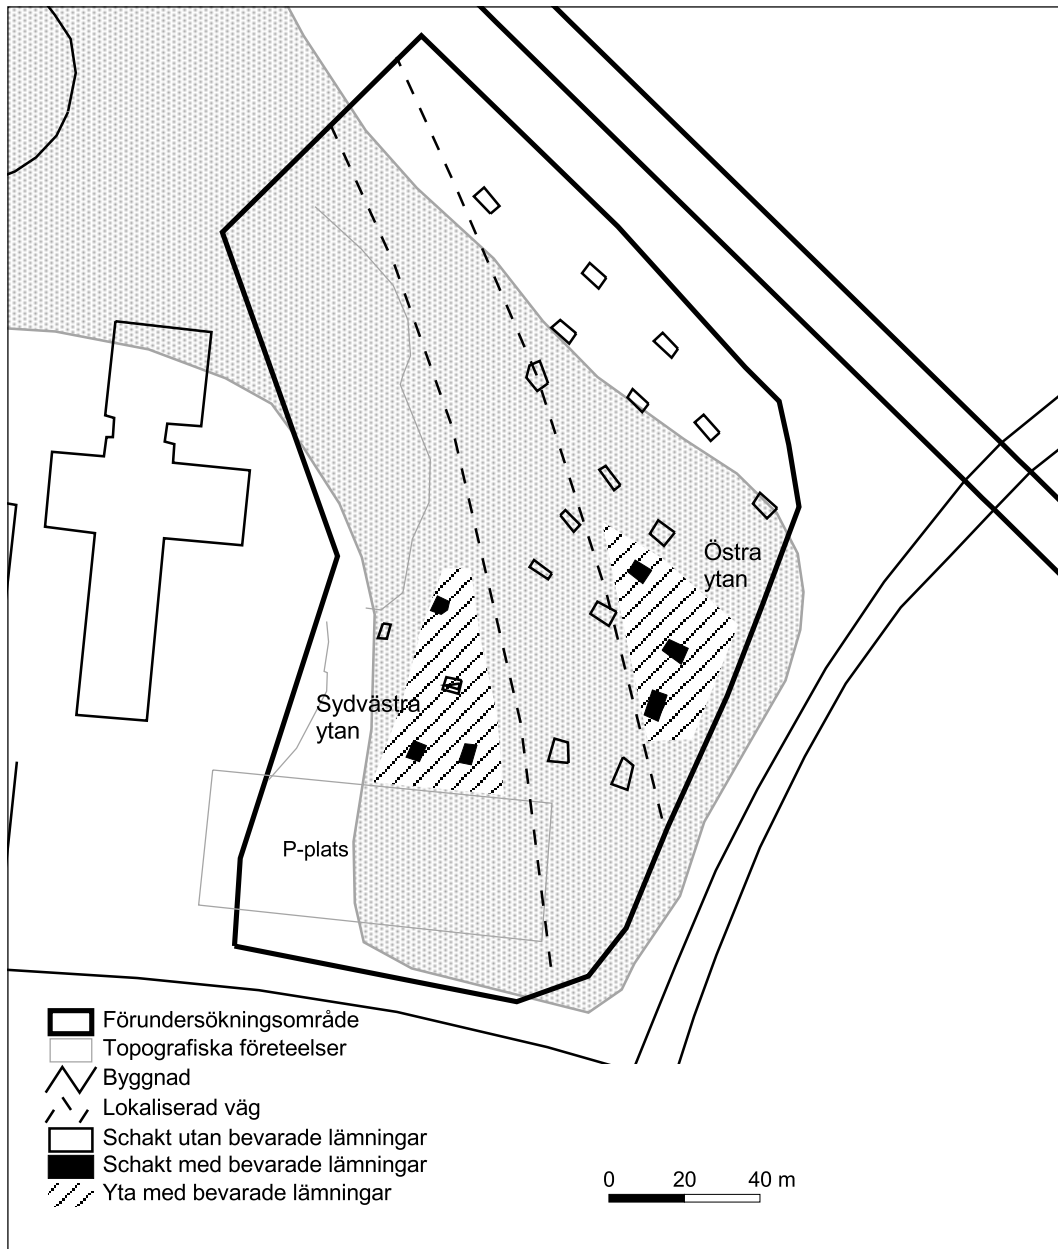 Östra
ytan
Sydvästra
ytan
P-plats
Förundersökningsområde
Topografiska företeelser
Byggnad
Lokaliserad väg
Schakt utan bevarade lämningar
Schakt med bevarade lämningar
Yta med bevarade lämningar
0 20 40 m